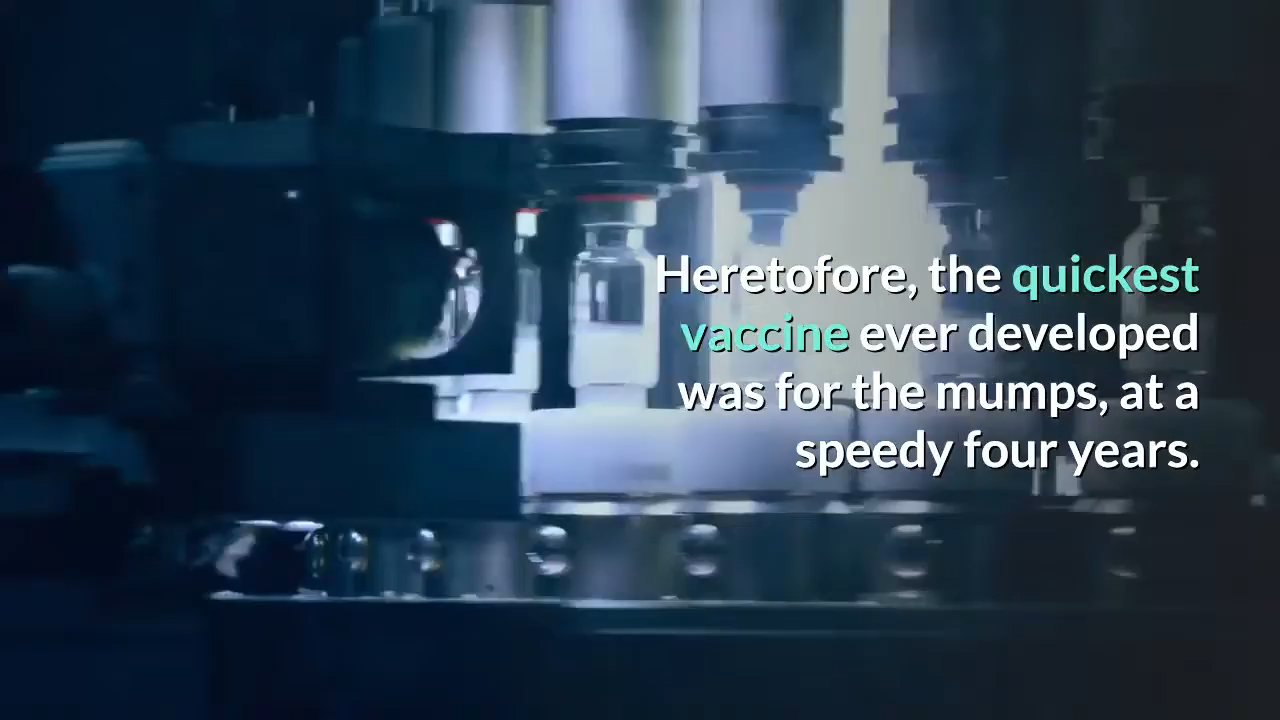 Heretofore, the quickest
vaccine ever developed
was for the mumps, at a
speedy four years.